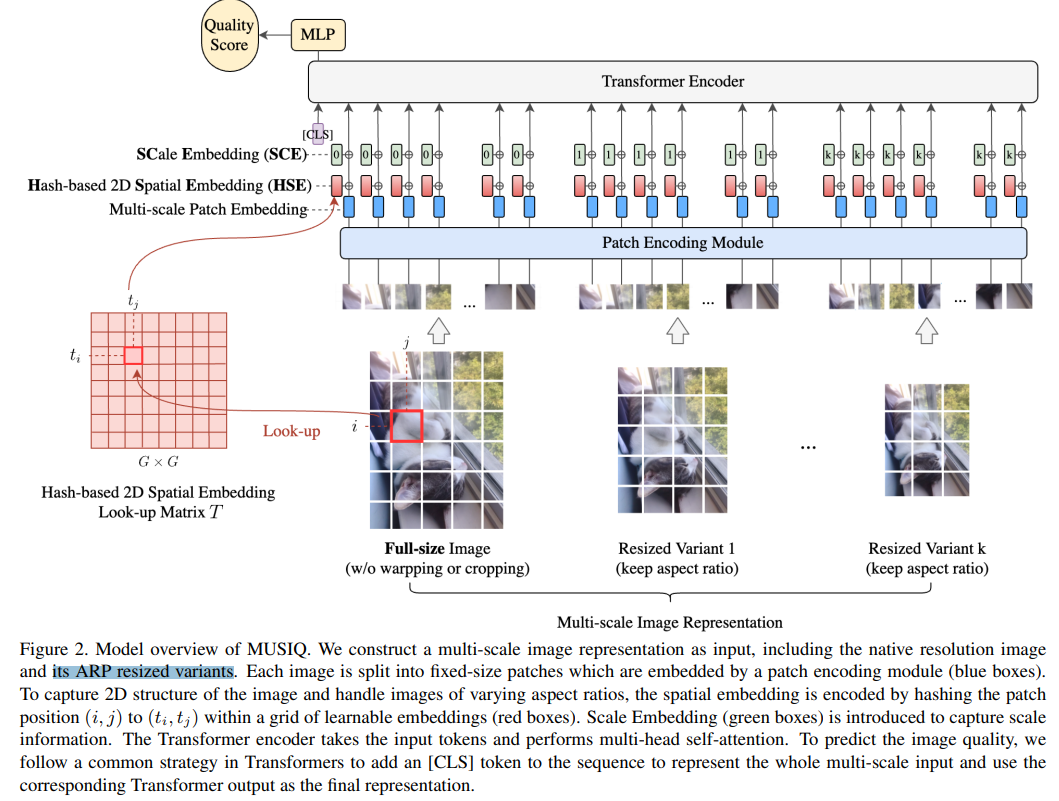 Quality
Score
MLP
Transformer Encoder
[CLS]
SCale Embedding (SCE)
0 0 0 0 0 0 1 1 1 1 1 1 k k k k k k
Hash-based 2D Spatial Embedding (HSE)
Multi-scale Patch Embedding
Patch Encoding Module
... ... ...
t_j
t_i
j
i
Look-up
G × G
Hash-based 2D Spatial Embedding
Look-up Matrix T
...
Full-size Image
(w/o warpping or cropping)
Resized Variant 1
(keep aspect ratio)
Resized Variant k
(keep aspect ratio)
Multi-scale Image Representation
Figure 2. Model overview of MUSIQ. We construct a multi-scale image representation as input, including the native resolution image
and its ARP resized variants. Each image is split into fixed-size patches which are embedded by a patch encoding module (blue boxes).
To capture 2D structure of the image and handle images of varying aspect ratios, the spatial embedding is encoded by hashing the patch
position (i, j) to (t_i, t_j) within a grid of learnable embeddings (red boxes). Scale Embedding (green boxes) is introduced to capture scale
information. The Transformer encoder takes the input tokens and performs multi-head self-attention. To predict the image quality, we
follow a common strategy in Transformers to add an [CLS] token to the sequence to represent the whole multi-scale input and use the
corresponding Transformer output as the final representation.